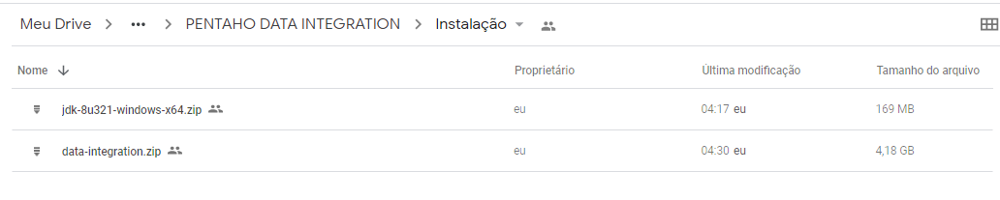 Meu Drive > ••• > PENTAHO DATA INTEGRATION > Instalação
Nome Proprietário Última modificação Tamanho do arquivo
jdk-8u321-windows-x64.zip eu 04:17 eu 169 MB
data-integration.zip eu 04:30 eu 4,18 GB